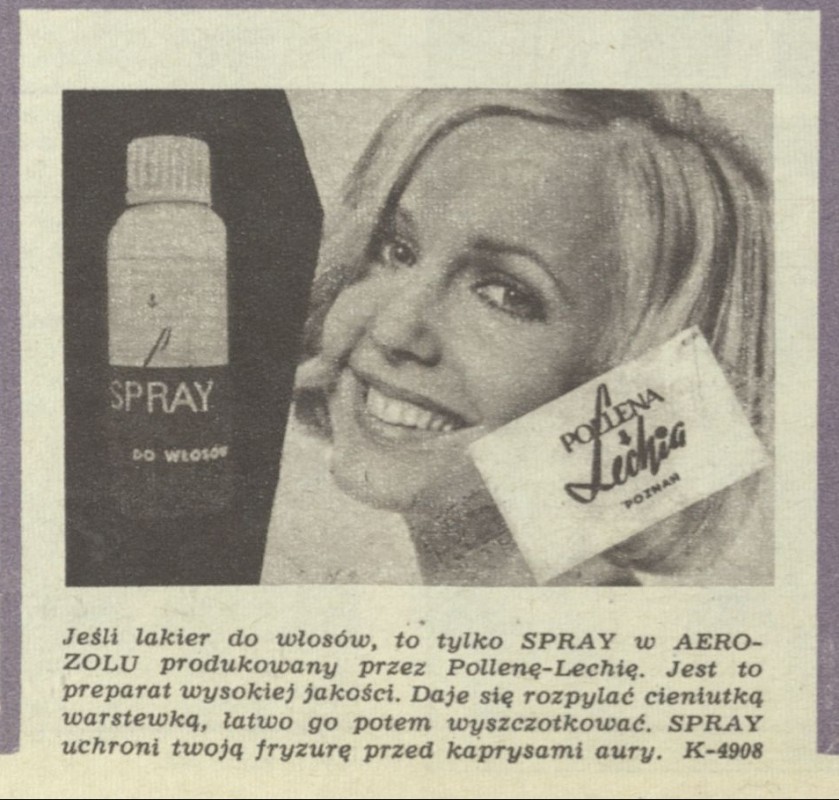 SPRAY
DO WŁOSÓW
POLLENA
Lechia
POZNAŃ
Jeśli lakier do włosów, to tylko SPRAY w AERO-
ZOLU produkowany przez Pollenę-Lechię. Jest to
preparat wysokiej jakości. Daje się rozpylać cieniutką
warstewką, łatwo go potem wyszczotkować. SPRAY
uchroni twoją fryzurę przed kaprysami aury. K-4908